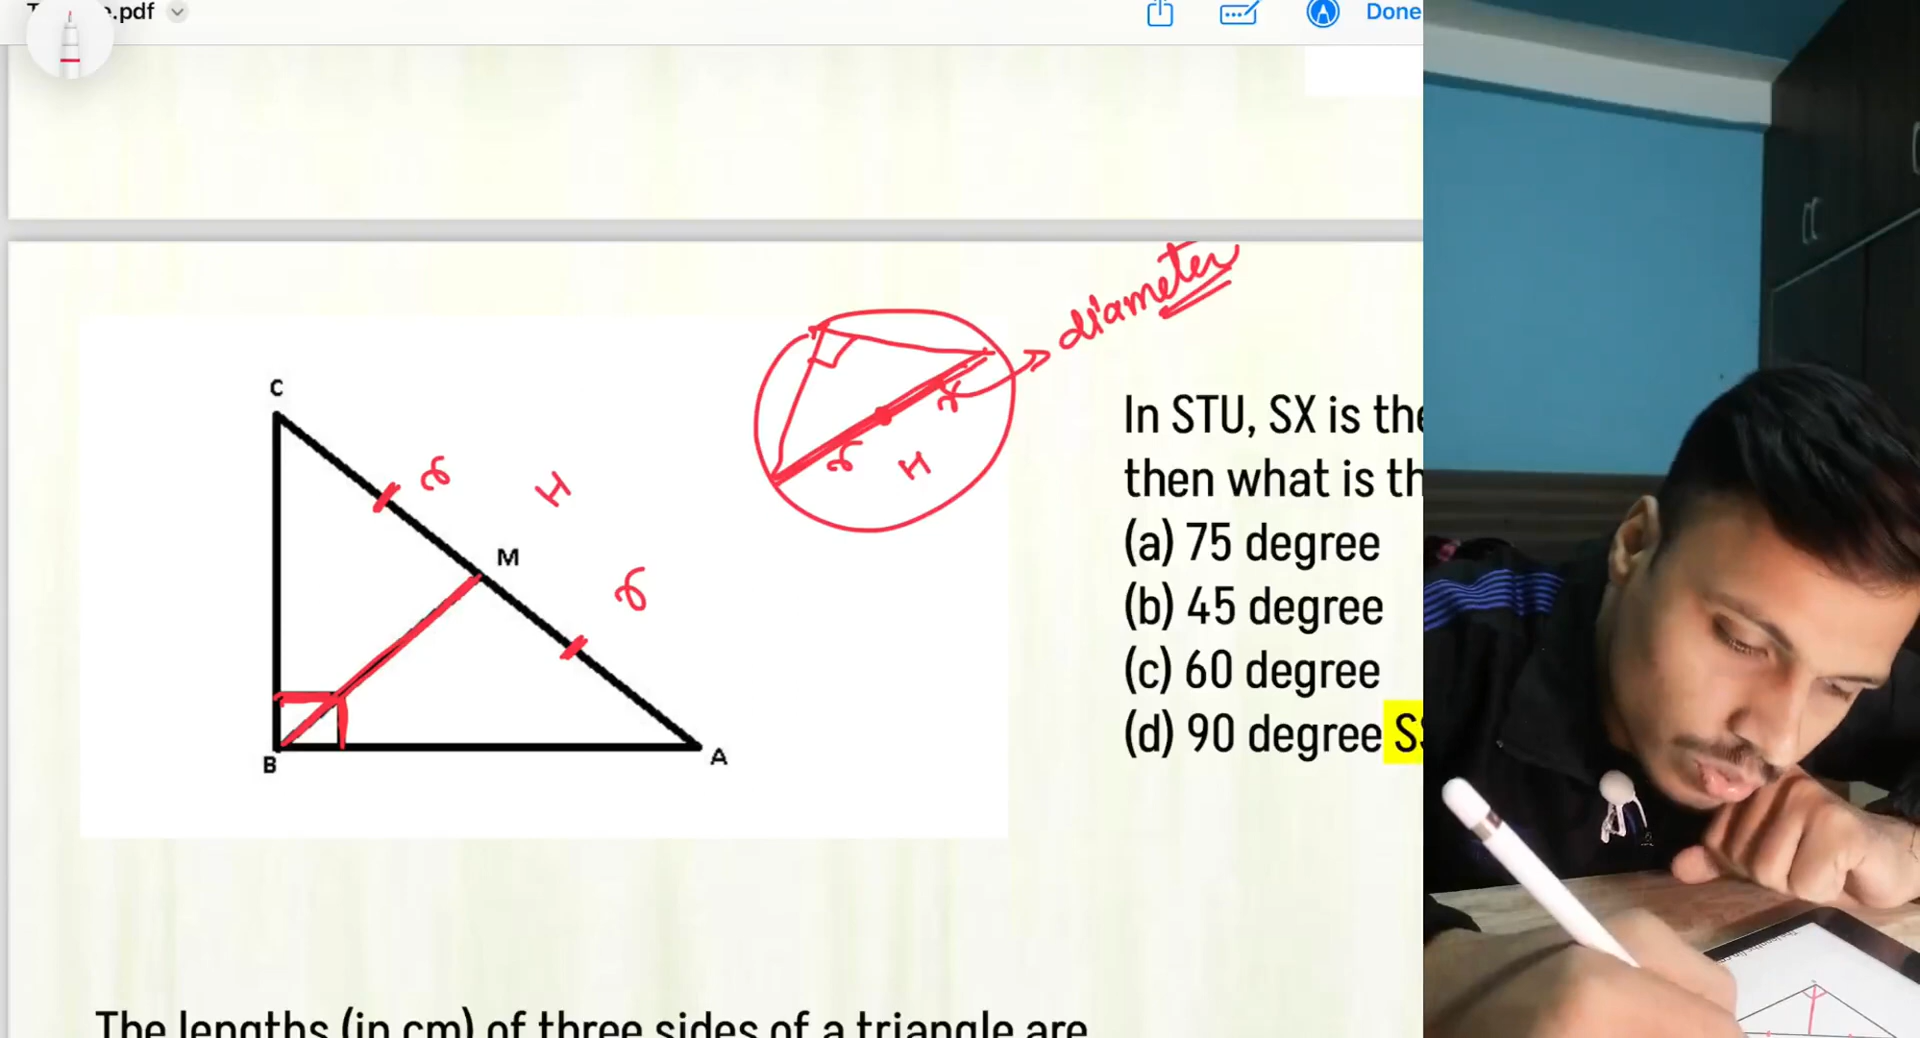 .pdf
Done
diameter
C
r
H
r
r
H
M
r
B
A
In STU, SX is the
then what is th
(a) 75 degree
(b) 45 degree
(c) 60 degree
(d) 90 degree SS
The lengths (in cm) of three sides of a triangle are